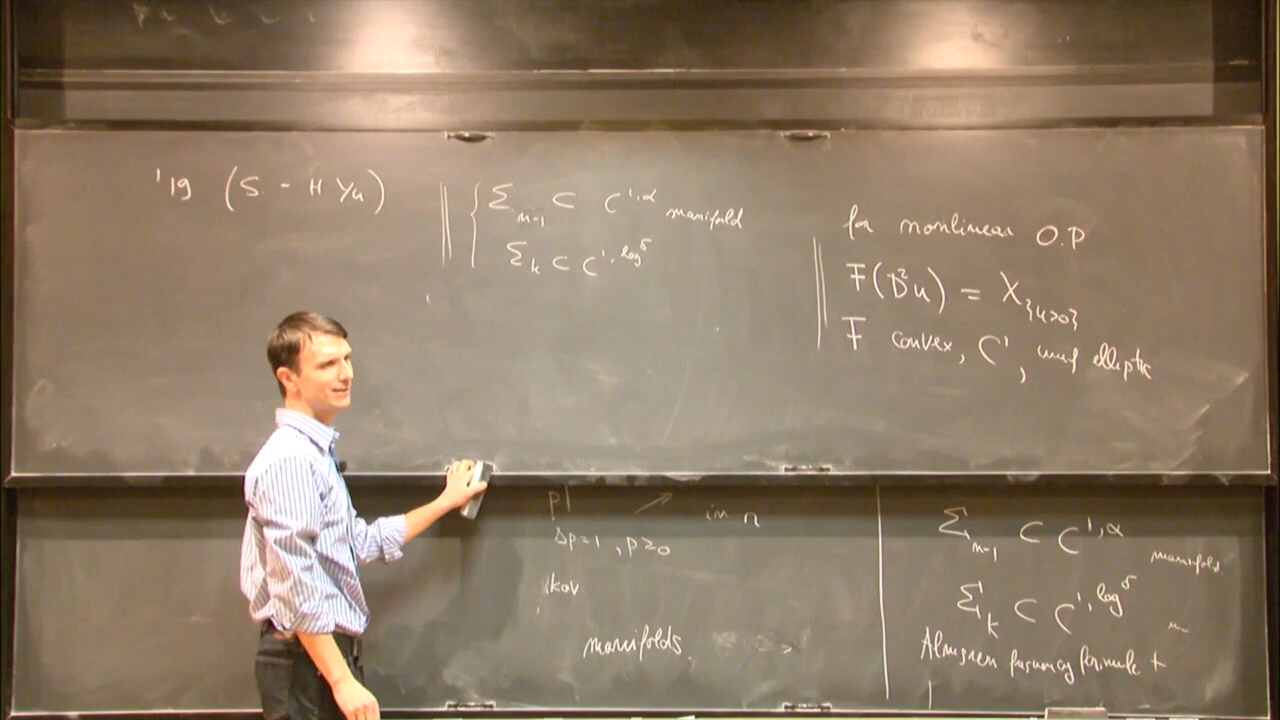 '19 (S - H Yu)
Σ_{n-1} ⊂ C^{1,α} manifold
Σ_k ⊂ C^{1,log^δ}
for nonlinear O.P
F(D²u) = χ_{{u>0}}
F convex, C¹, unif elliptic
p|
in r
Δp=1, p≥0
kov
manifolds.
Σ_{n-1} ⊂ C^{1,α} manifold.
Σ_k ⊂ C^{1,log^δ}
Almgren frequency formula +